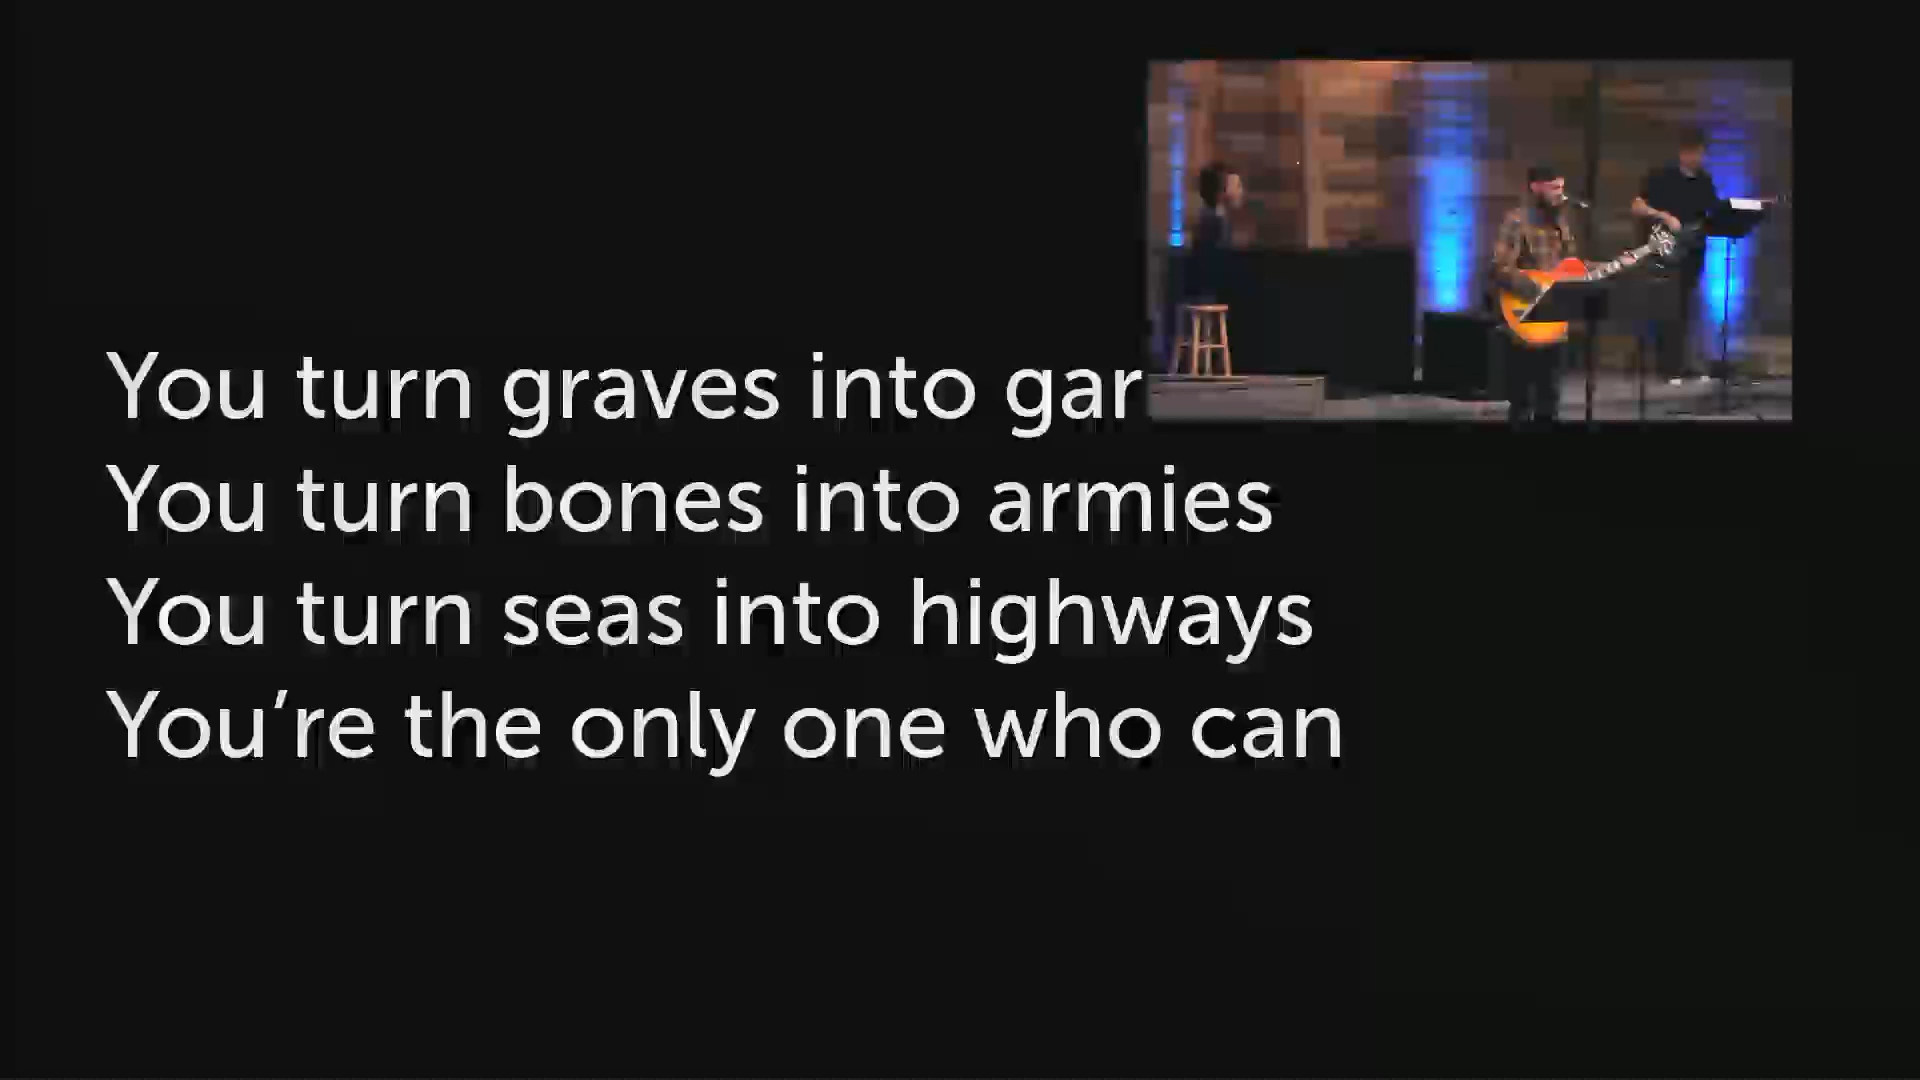 You turn graves into gar
You turn bones into armies
You turn seas into highways
You’re the only one who can